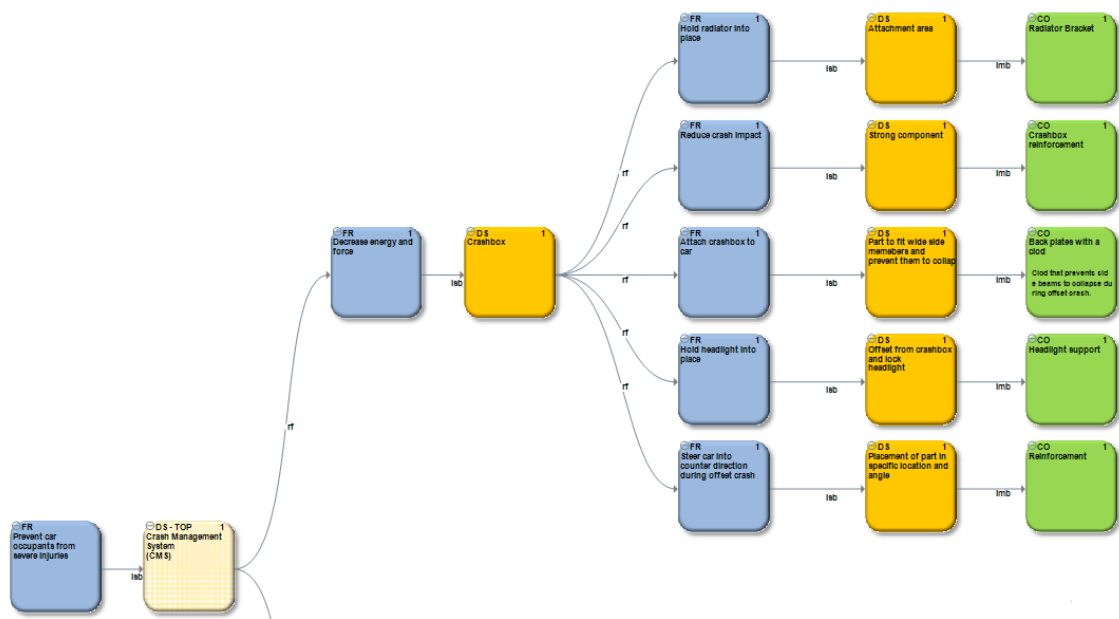 FR 1
Hold radiator into
place
isb
DS 1
Attachment area
imb
CO 1
Radiator Bracket
rf
FR 1
Reduce crash impact
isb
DS 1
Strong component
imb
CO 1
Crashbox
reinforcement
rf
FR 1
Decrease energy and
force
isb
DS 1
Crashbox
rf
FR 1
Attach crashbox to
car
isb
DS 1
Part to fit wide side
memebers and
prevent them to collap
imb
CO 1
Back plates with a
clod
Clod that prevents sid
e beams to collapse du
ring offset crash.
rf
FR 1
Hold headlight into
place
isb
DS 1
Offset from crashbox
and lock
headlight
imb
CO 1
Headlight support
rf
FR 1
Steer car into
counter direction
during offset crash
isb
DS 1
Placement of part in
specific location and
angle
imb
CO 1
Reinforcement
rf
FR
Prevent car
occupants from
severe injuries
isb
DS - TOP 1
Crash Management
System
(CMS)